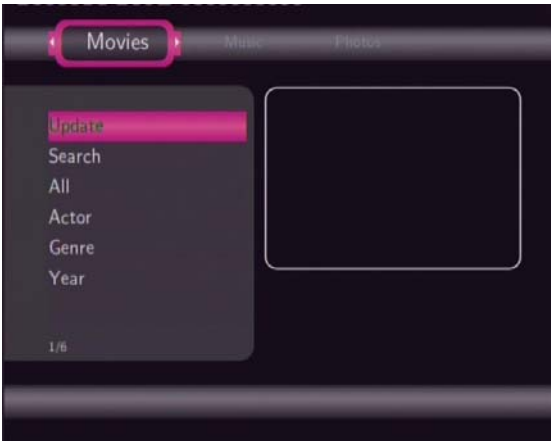 Movies Music Photos
Update
Search
All
Actor
Genre
Year
1/6